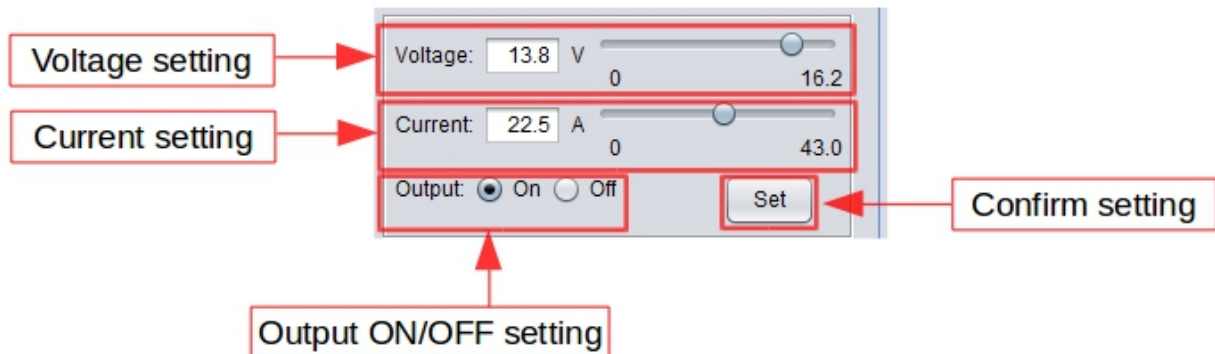 Voltage setting
Voltage: 13.8 V
0 16.2
Current setting
Current: 22.5 A
0 43.0
Output: On Off
Set
Confirm setting
Output ON/OFF setting